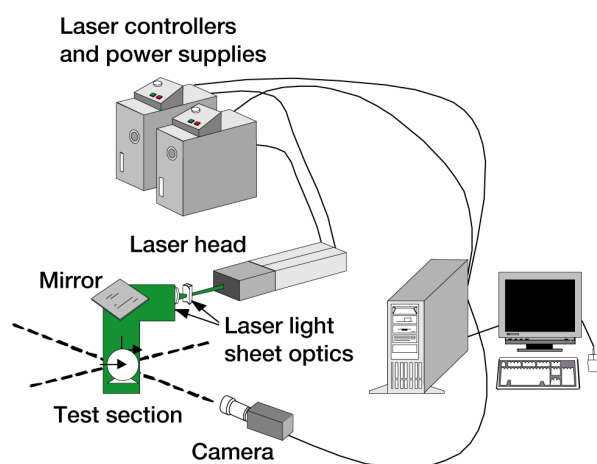 Laser controllers
and power supplies
Laser head
Mirror
Laser light
sheet optics
Test section
Camera